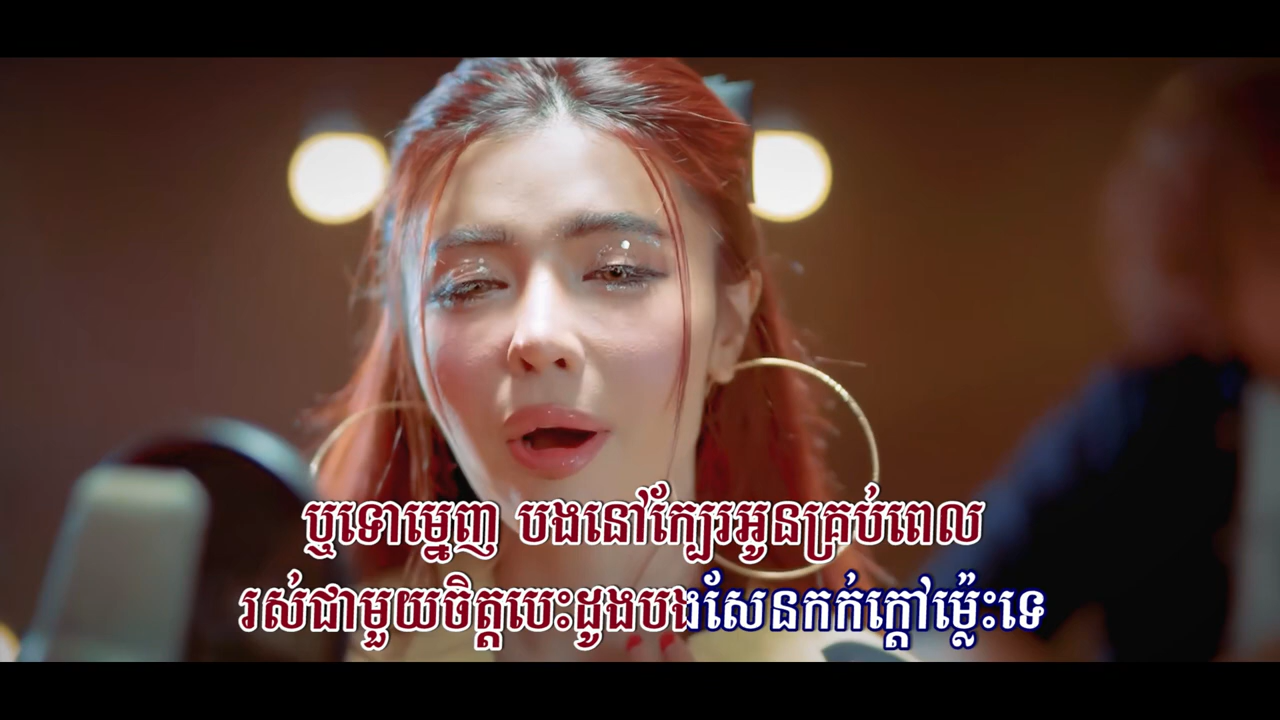 ឬទោម្នេញ បងនៅក្បែរអូនគ្រប់ពេល
រស់ជាមួយចិត្តបេះដូងបងសែនកក់ក្ដៅម្ល៉េះទេ